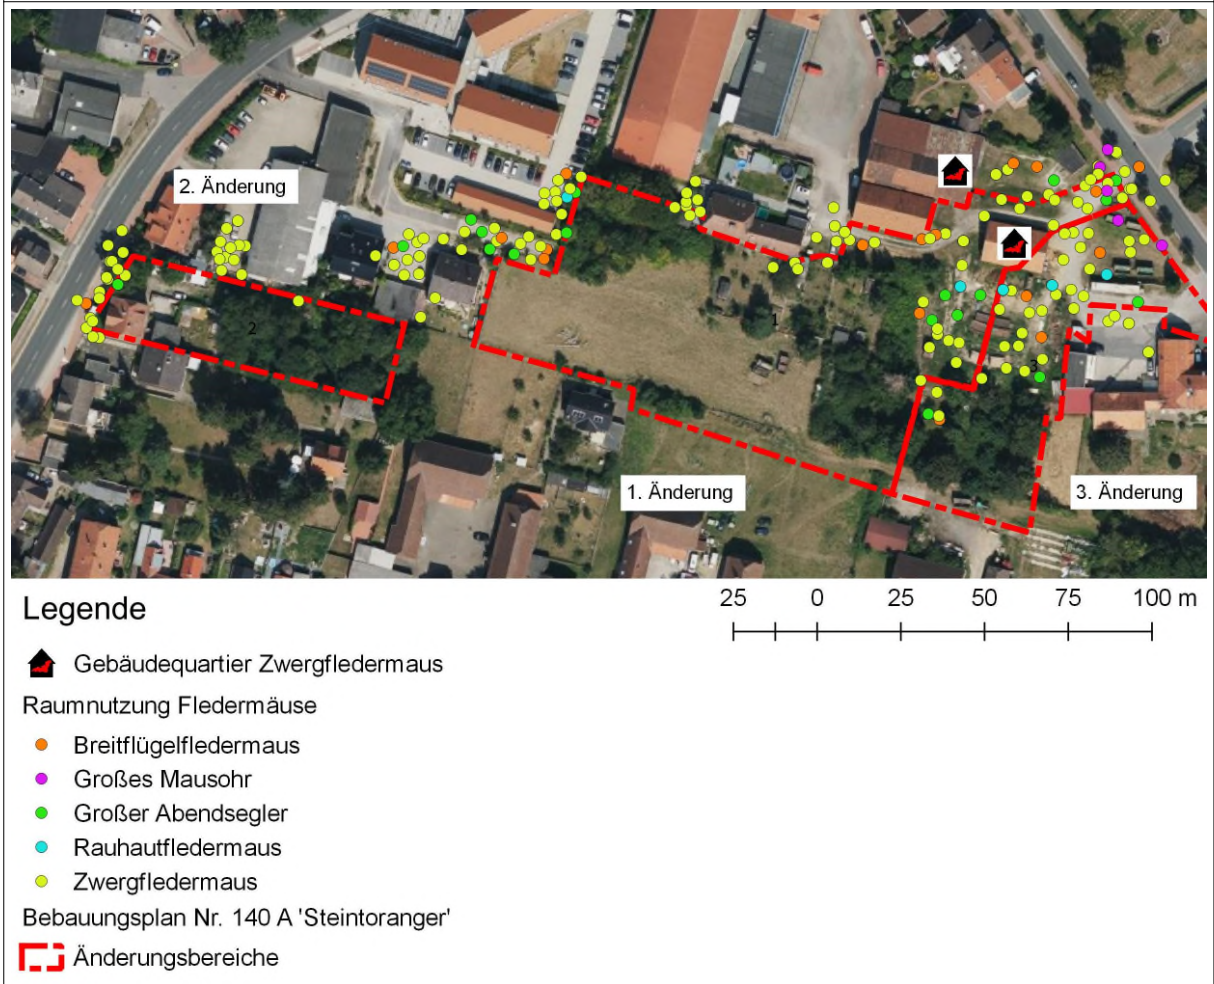 2. Änderung
2
1
1. Änderung
3. Änderung
Legende
25 0 25 50 75 100 m
Gebäudequartier Zwergfledermaus
Raumnutzung Fledermäuse
Breitflügelfledermaus
Großes Mausohr
Großer Abendsegler
Rauhautfledermaus
Zwergfledermaus
Bebauungsplan Nr. 140 A 'Steintoranger'
Änderungsbereiche